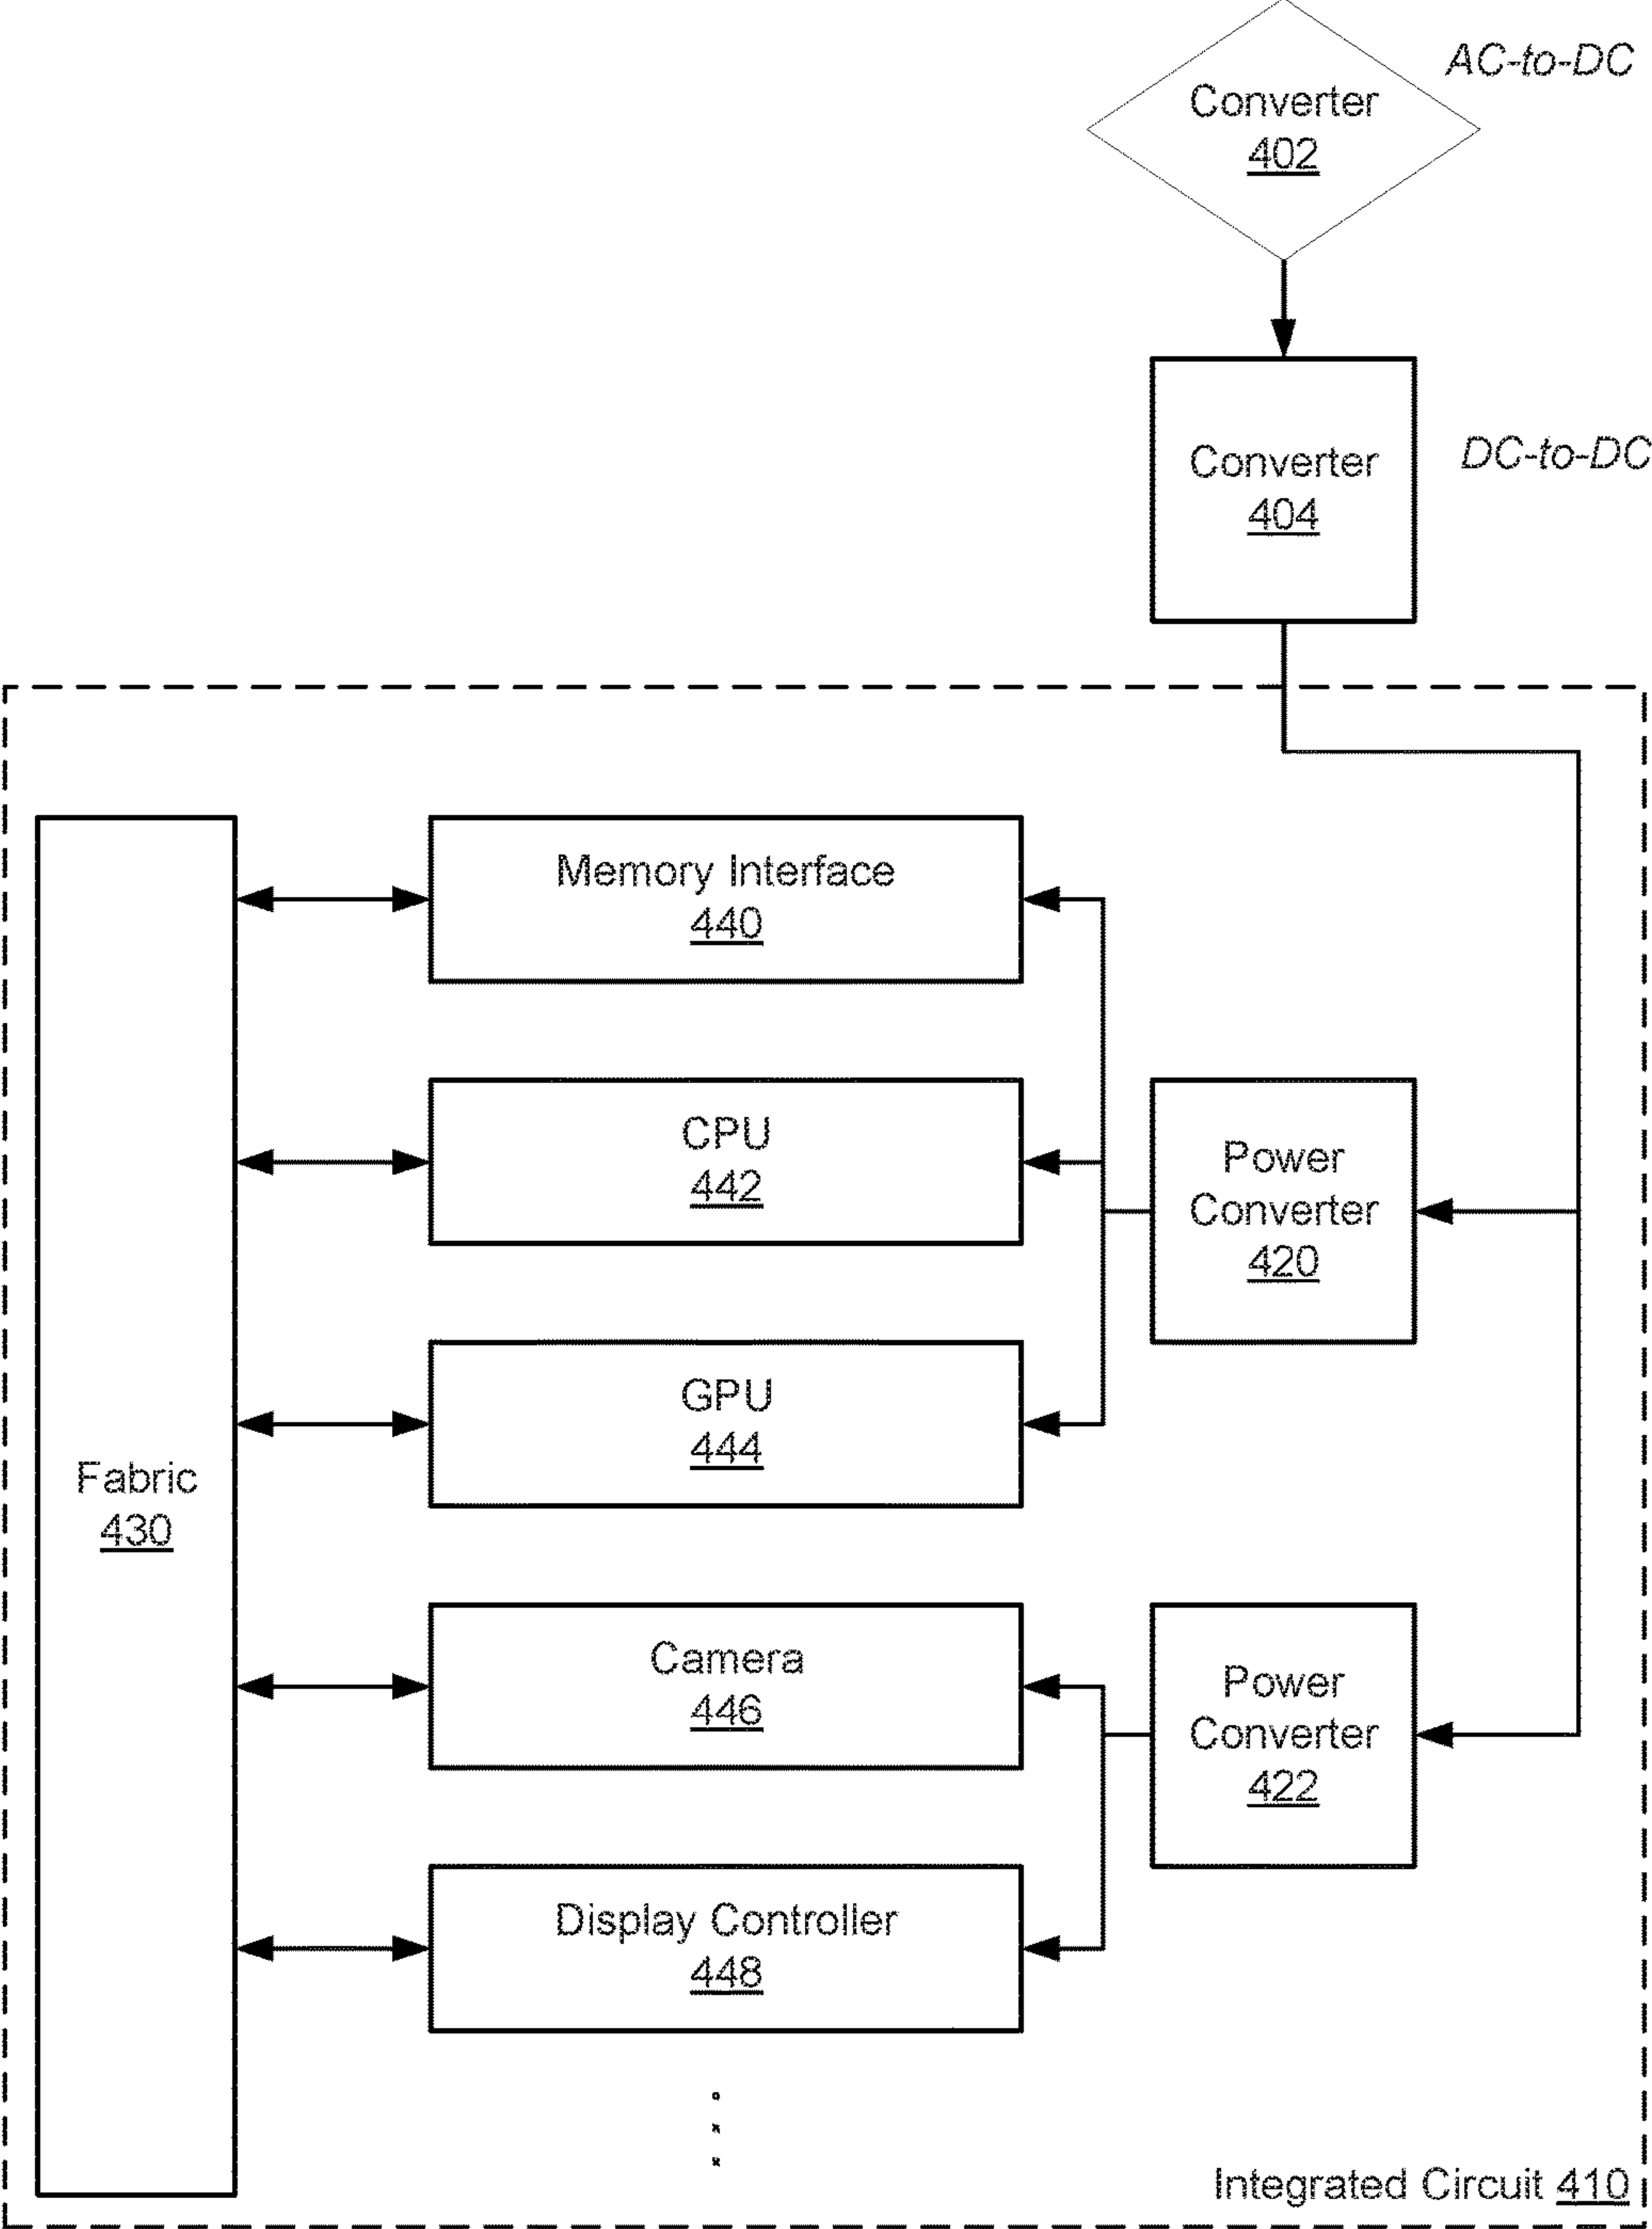 AC-to-DC
Converter
402
Converter
404
DC-to-DC
Memory Interface
440
CPU
442
Power
Converter
420
GPU
444
Fabric
430
Camera
446
Power
Converter
422
Display Controller
448
Integrated Circuit 410